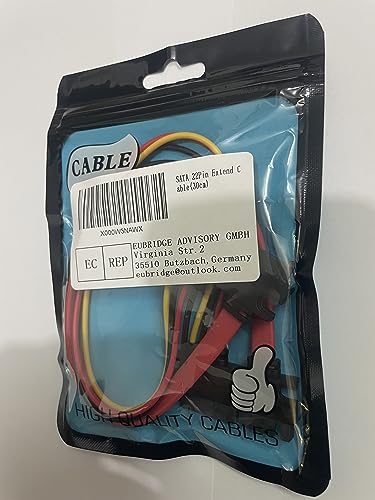 CABLE
SATA 22Pin Extend C
able(30cm)
X000W3NAWX
EC REP
EUBRIDGE ADVISORY GMBH
Virginia Str.2
35510 Butzbach,Germany
eubridge@outlook.com
HIGH QUALITY CABLES